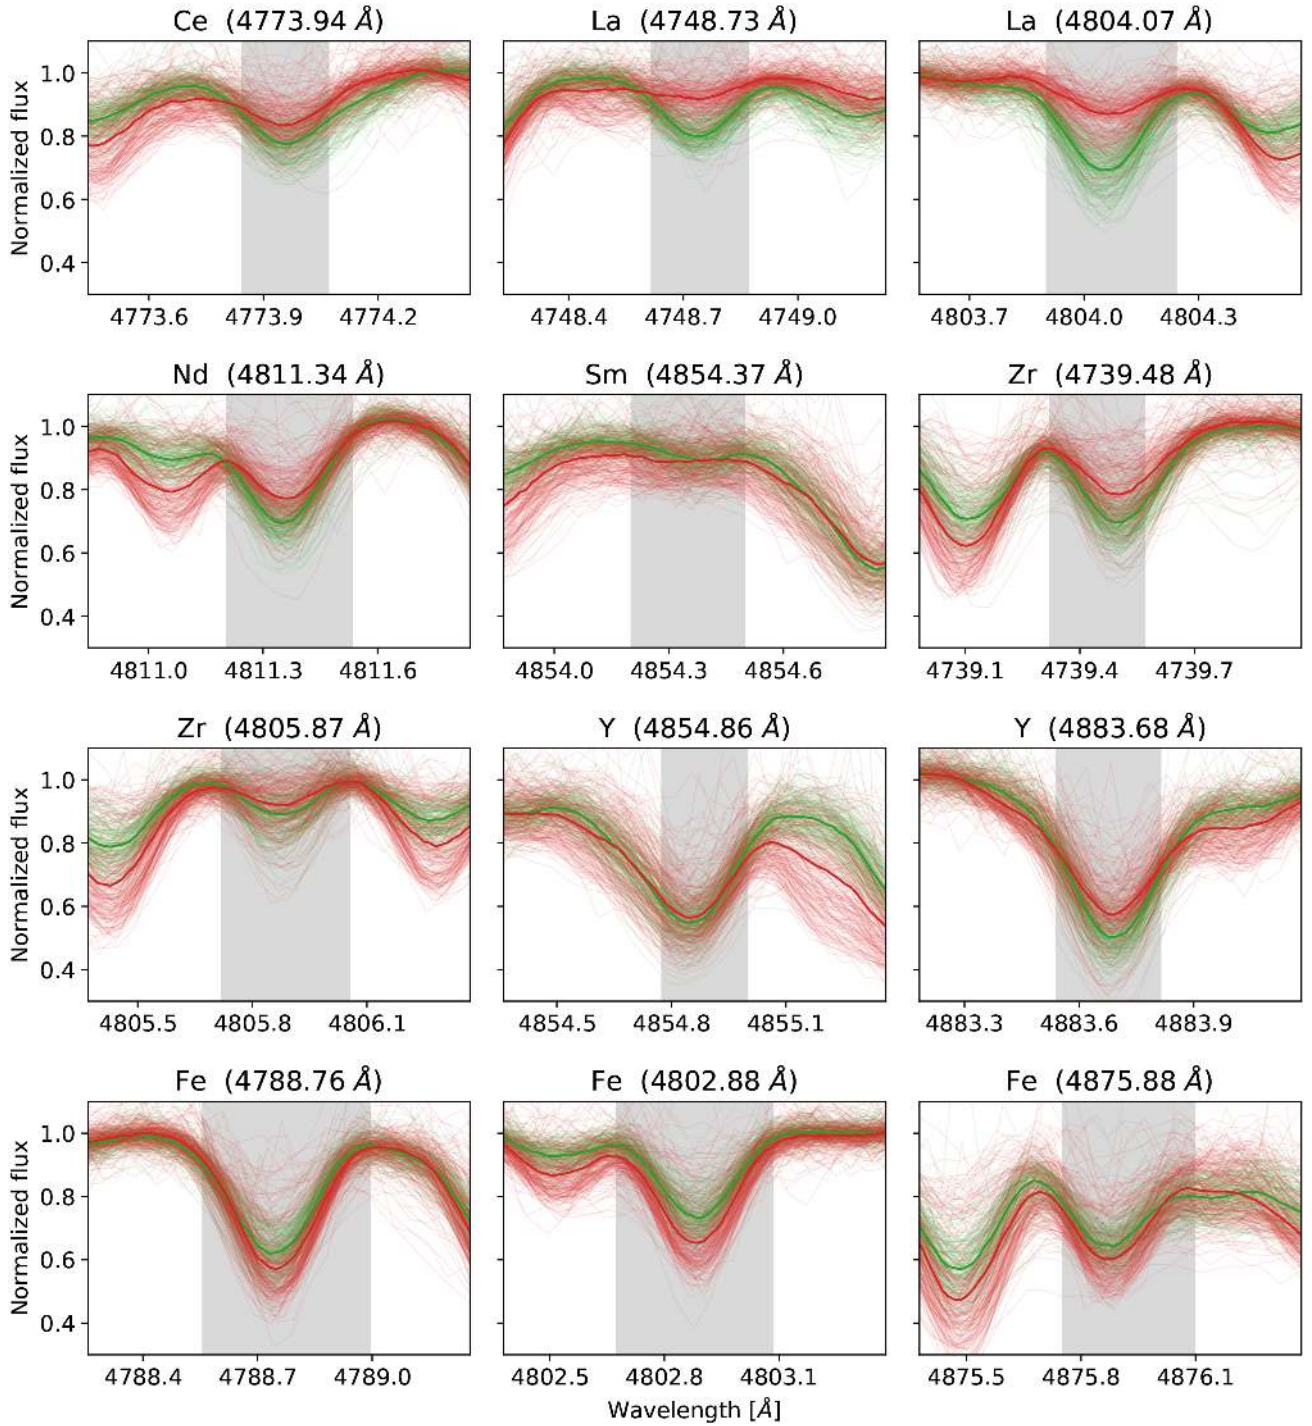 Ce (4773.94 Å) La (4748.73 Å) La (4804.07 Å)
Normalized flux
1.0
0.8
0.6
0.4
4773.6 4773.9 4774.2 4748.4 4748.7 4749.0 4803.7 4804.0 4804.3
Nd (4811.34 Å) Sm (4854.37 Å) Zr (4739.48 Å)
Normalized flux
1.0
0.8
0.6
0.4
4811.0 4811.3 4811.6 4854.0 4854.3 4854.6 4739.1 4739.4 4739.7
Zr (4805.87 Å) Y (4854.86 Å) Y (4883.68 Å)
Normalized flux
1.0
0.8
0.6
0.4
4805.5 4805.8 4806.1 4854.5 4854.8 4855.1 4883.3 4883.6 4883.9
Fe (4788.76 Å) Fe (4802.88 Å) Fe (4875.88 Å)
Normalized flux
1.0
0.8
0.6
0.4
4788.4 4788.7 4789.0 4802.5 4802.8 4803.1 4875.5 4875.8 4876.1
Wavelength [Å]